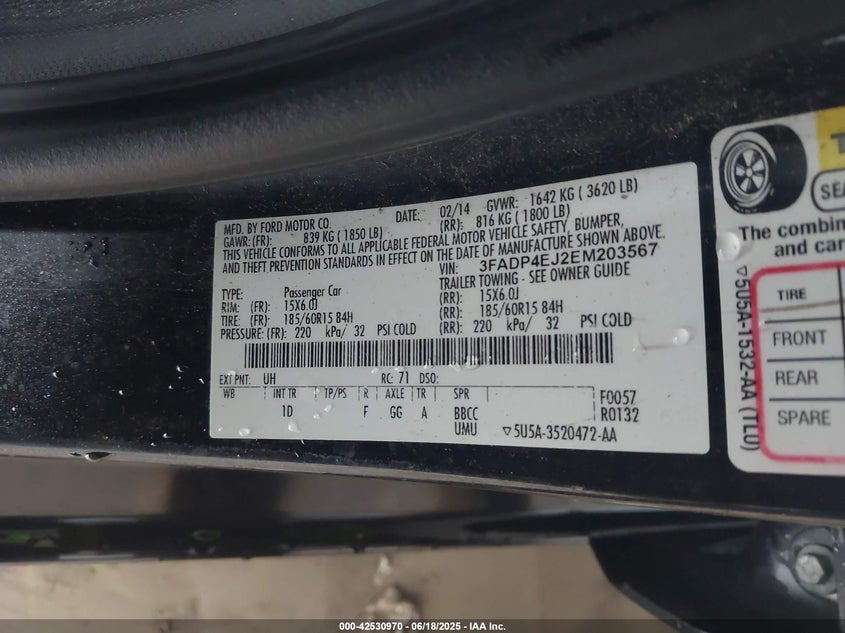 MFD. BY FORD MOTOR CO.
DATE: 02/14 GVWR: 1642 KG ( 3620 LB)
GAWR: (FR): 839 KG ( 1850 LB) (RR): 816 KG ( 1800 LB)
THIS VEHICLE CONFORMS TO ALL APPLICABLE FEDERAL MOTOR VEHICLE SAFETY, BUMPER,
AND THEFT PREVENTION STANDARDS IN EFFECT ON THE DATE OF MANUFACTURE SHOWN ABOVE.
VIN: 3FADP4EJ2EM203567
TYPE: Passenger Car TRAILER TOWING - SEE OWNER GUIDE
RIM: (FR): 15X6.0J (RR): 15X6.0J
TIRE: (FR): 185/60R15 84H (RR): 185/60R15 84H
PRESSURE: (FR): 220 kPa/ 32 PSI COLD (RR): 220 kPa/ 32 PSI COLD
EXT PNT: UH RC: 71 DSO:
WB INT TR TP/PS R AXLE TR SPR F0057
1D F GG A BBCC R0132
UMU ▽5U5A-3520472-AA
The combin
and car
TIRE
FRONT
REAR
SPARE
▽5U5A-1532-AA (TL0)
000-42530970 - 06/18/2025 - IAA Inc.